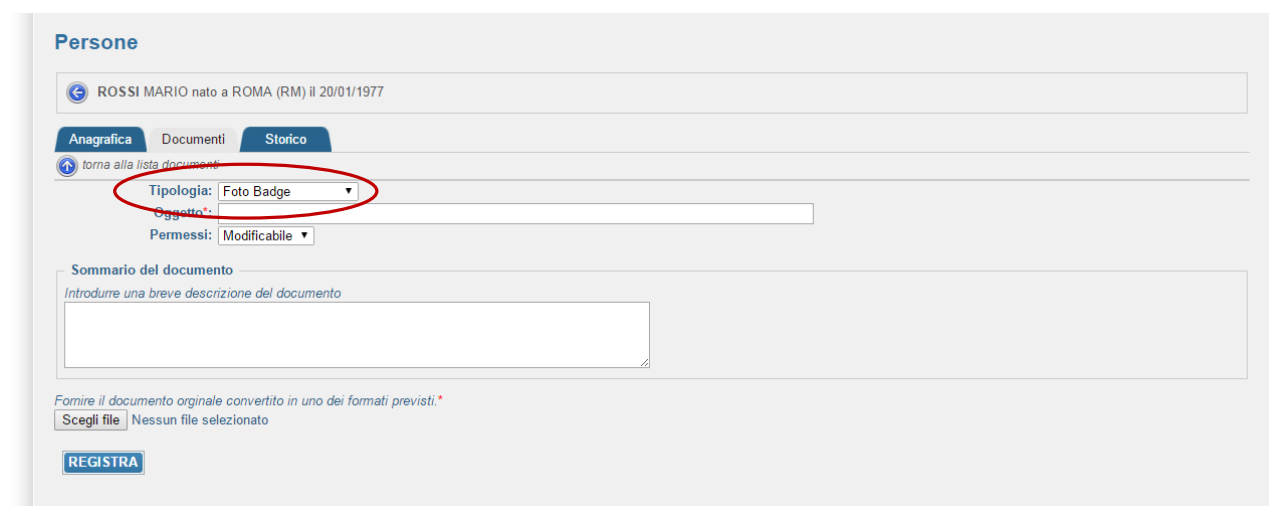 Persone
ROSSI MARIO nato a ROMA (RM) il 20/01/1977
Anagrafica Documenti Storico
torna alla lista documenti
Tipologia: Foto Badge
Oggetto*:
Permessi: Modificabile
Sommario del documento
Introdurre una breve descrizione del documento
Fornire il documento orginale convertito in uno dei formati previsti.*
Scegli file Nessun file selezionato
REGISTRA